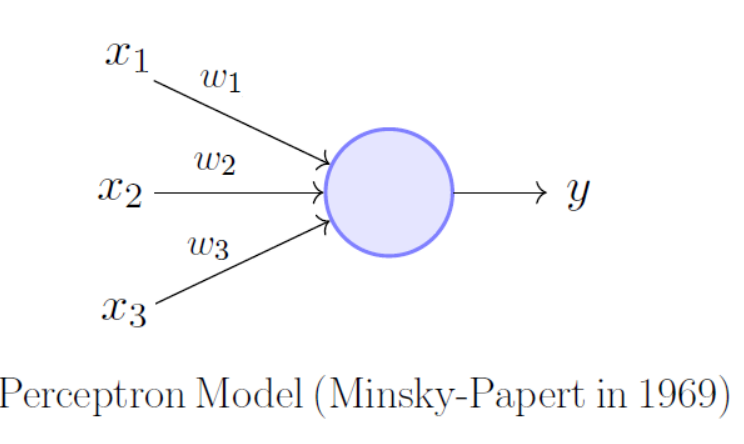 x₁
w₁
w₂
x₂
y
w₃
x₃
Perceptron Model (Minsky-Papert in 1969)